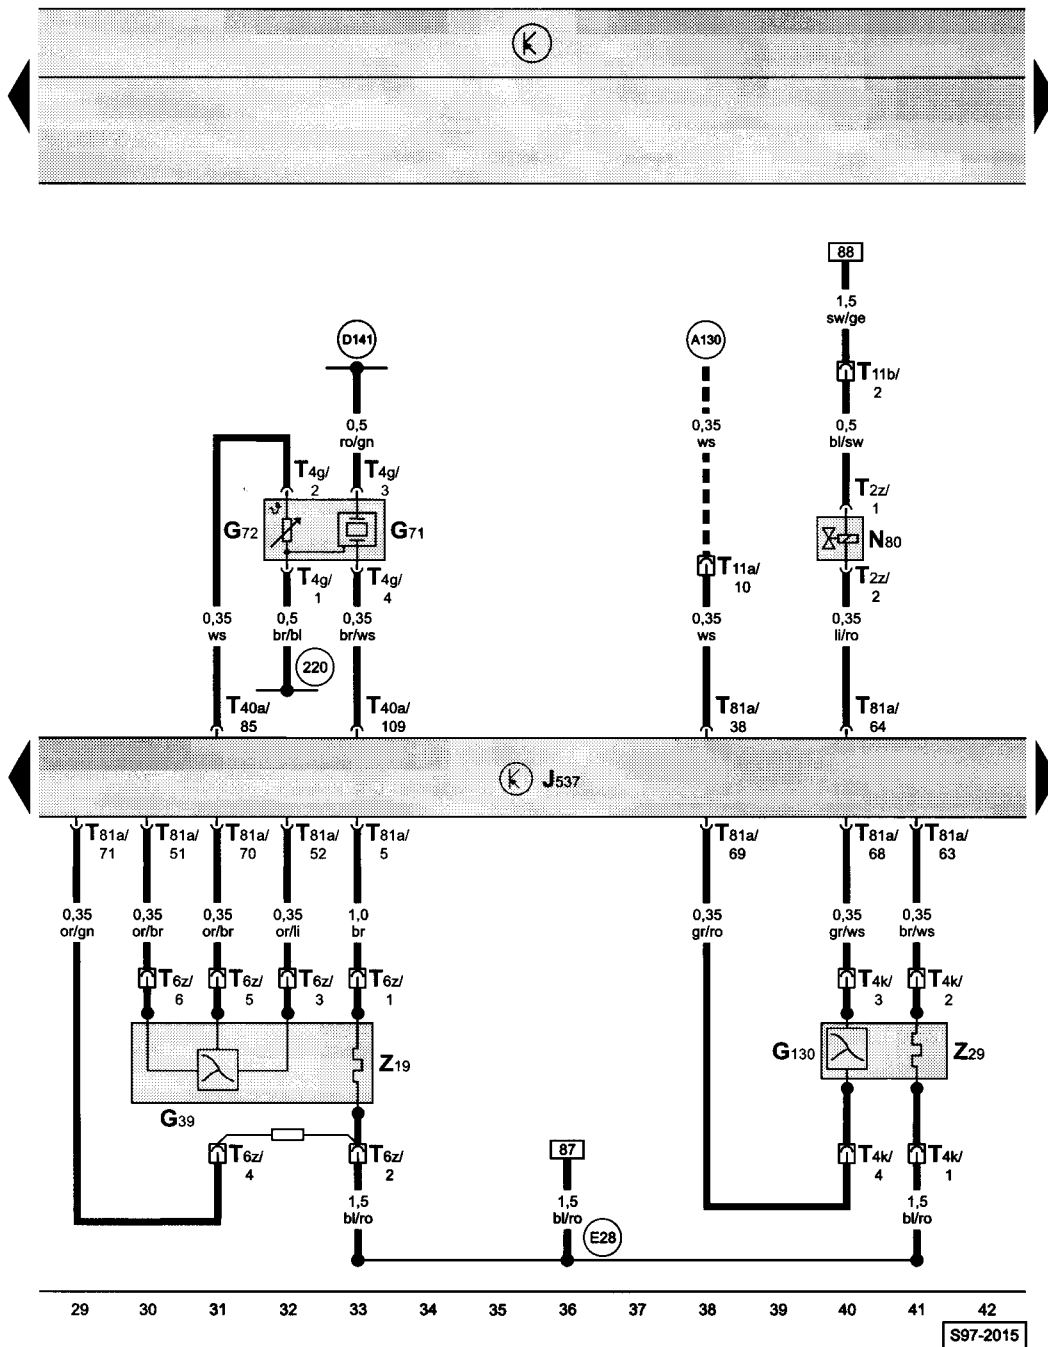 K
88
1,5
sw/ge
D141
A130
T11b/
2
0,5
ro/gn
0,35
ws
0,5
bl/sw
T4g/
2
T4g/
3
T2z/
1
G72
G71
N80
T4g/
1
T4g/
4
T11a/
10
T2z/
2
0,35
ws
0,5
br/bl
0,35
br/ws
0,35
ws
0,35
li/ro
220
T40a/
85
T40a/
109
T81a/
38
T81a/
64
K J537
T81a/
71
T81a/
51
T81a/
70
T81a/
52
T81a/
5
T81a/
69
T81a/
68
T81a/
63
0,35
or/gn
0,35
or/br
0,35
or/br
0,35
or/li
1,0
br
0,35
gr/ro
0,35
gr/ws
0,35
br/ws
T6z/
6
T6z/
5
T6z/
3
T6z/
1
T4k/
3
T4k/
2
Z19
G130
Z29
G39
T6z/
4
T6z/
2
87
T4k/
4
T4k/
1
1,5
bl/ro
1,5
bl/ro
1,5
bl/ro
E28
29 30 31 32 33 34 35 36 37 38 39 40 41 42
S97-2015